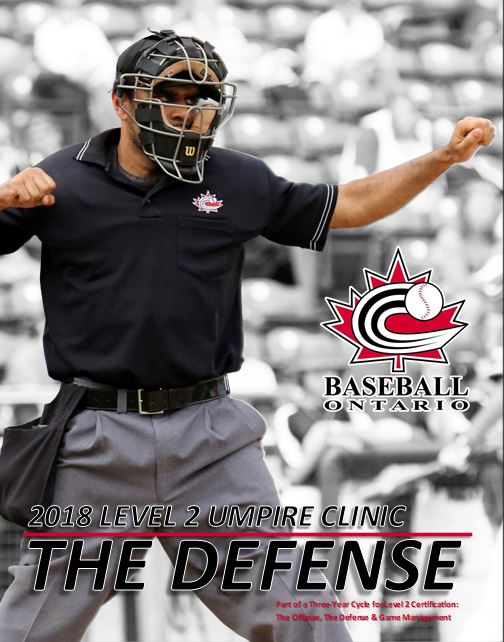 W
BASEBALL
ONTARIO
2018 LEVEL 2 UMPIRE CLINIC
THE DEFENSE
Part of a Three-Year Cycle for Level 2 Certification:
The Offense, The Defense & Game Management